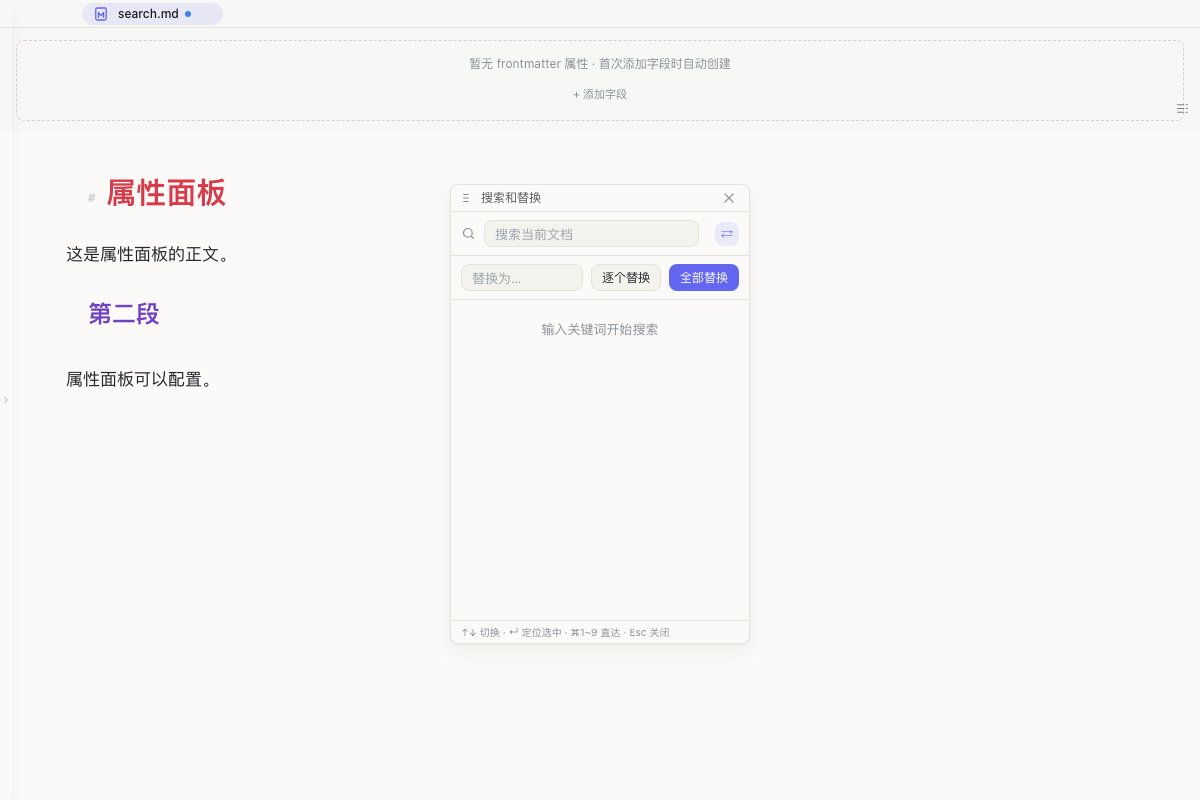 search.md
暂无 frontmatter 属性 · 首次添加字段时自动创建
+ 添加字段
# 属性面板
这是属性面板的正文。
第二段
属性面板可以配置。
搜索和替换
搜索当前文档
替换为... 逐个替换 全部替换
输入关键词开始搜索
↑↓ 切换 · ↵ 定位选中 · ⌘1~9 直达 · Esc 关闭